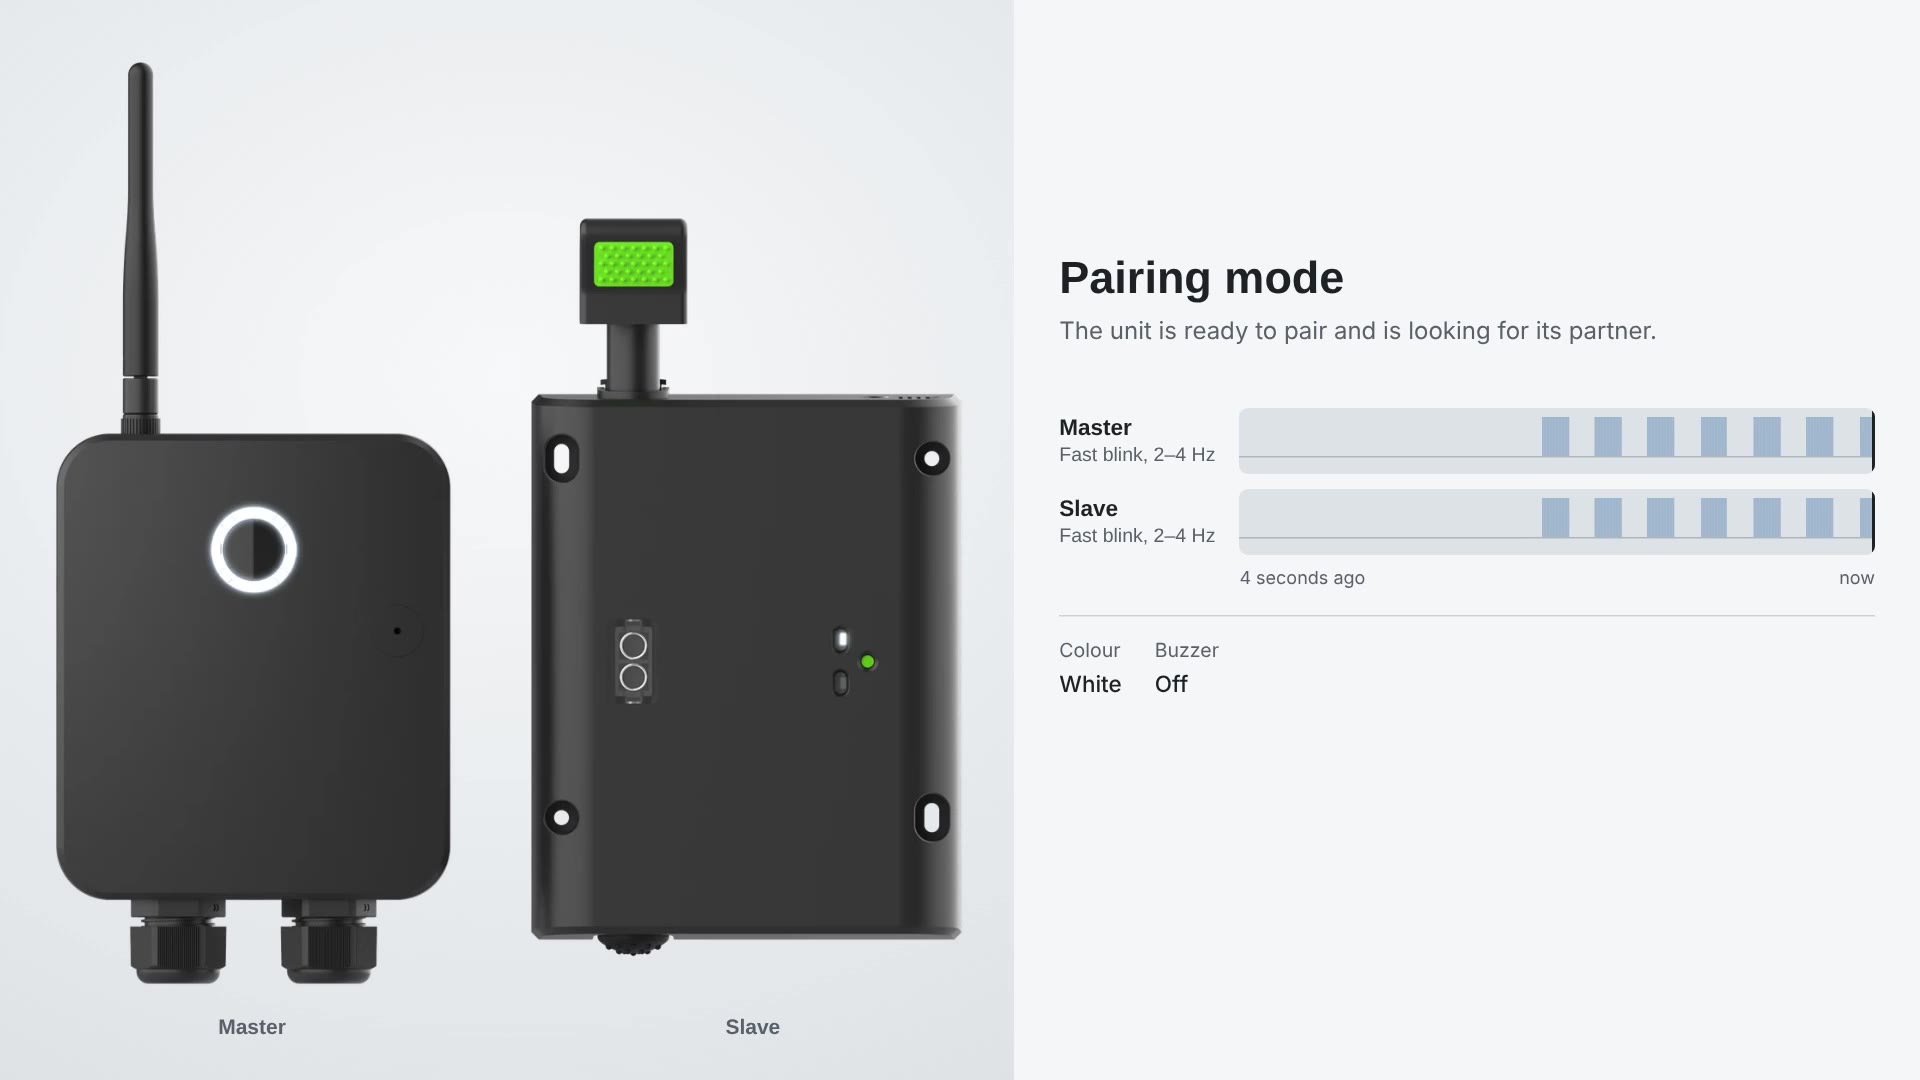 Pairing mode
The unit is ready to pair and is looking for its partner.
Master
Fast blink, 2–4 Hz
Slave
Fast blink, 2–4 Hz
4 seconds ago now
Colour Buzzer
White Off
Master Slave